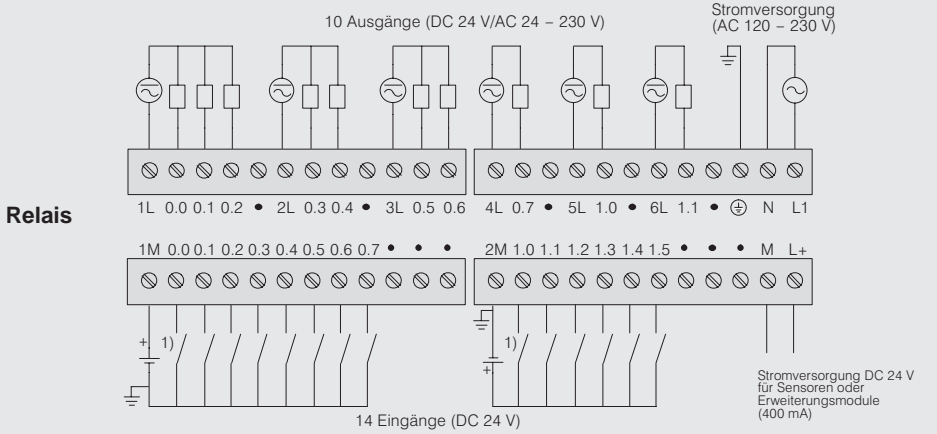 10 Ausgänge (DC 24 V/AC 24 – 230 V)
Stromversorgung
(AC 120 – 230 V)
1L 0.0 0.1 0.2 • 2L 0.3 0.4 • 3L 0.5 0.6
4L 0.7 • 5L 1.0 • 6L 1.1 • N L1
Relais
1M 0.0 0.1 0.2 0.3 0.4 0.5 0.6 0.7 • • •
2M 1.0 1.1 1.2 1.3 1.4 1.5 • • • M L+
+ 1)
1)
+
Stromversorgung DC 24 V
für Sensoren oder
Erweiterungsmodule
(400 mA)
14 Eingänge (DC 24 V)